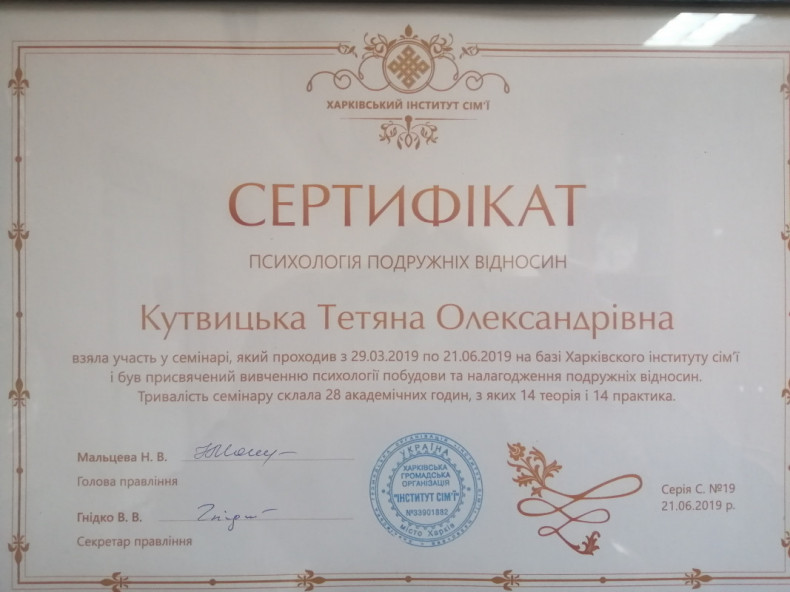 ХАРКІВСЬКИЙ ІНСТИТУТ СІМ'Ї
СЕРТИФІКАТ
ПСИХОЛОГІЯ ПОДРУЖНІХ ВІДНОСИН
Кутвицька Тетяна Олександрівна
взяла участь у семінарі, який проходив з 29.03.2019 по 21.06.2019 на базі Харківского інституту сім'ї
і був присвячений вивченню психології побудови та налагодження подружніх відносин.
Тривалість семінару склала 28 академічних годин, з яких 14 теорія і 14 практика.
Мальцева Н. В.
Голова правління
Гнідко В. В.
Секретар правління
УКРАЇНА
ХАРКІВСЬКА
ГРОМАДСЬКА
ОРГАНІЗАЦІЯ
"ІНСТИТУТ СІМ'Ї"
№33901882
місто Харків
Серія С. №19
21.06.2019 р.